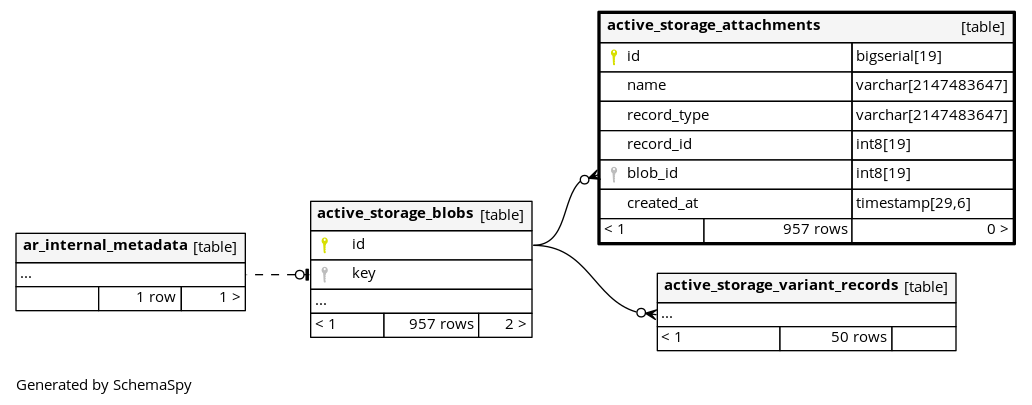 active_storage_attachments [table]
id bigserial[19]
name varchar[2147483647]
record_type varchar[2147483647]
record_id int8[19]
blob_id int8[19]
created_at timestamp[29,6]
< 1 957 rows 0 >
active_storage_blobs [table]
id
key
...
< 1 957 rows 2 >
ar_internal_metadata [table]
...
1 row 1 >
active_storage_variant_records [table]
...
< 1 50 rows
Generated by SchemaSpy